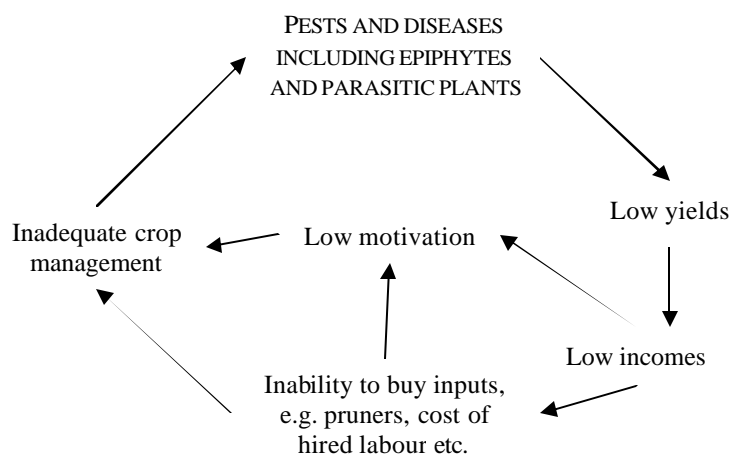 PESTS AND DISEASES
INCLUDING EPIPHYTES
AND PARASITIC PLANTS
Low yields
Inadequate crop
management
Low motivation
Low incomes
Inability to buy inputs,
e.g. pruners, cost of
hired labour etc.